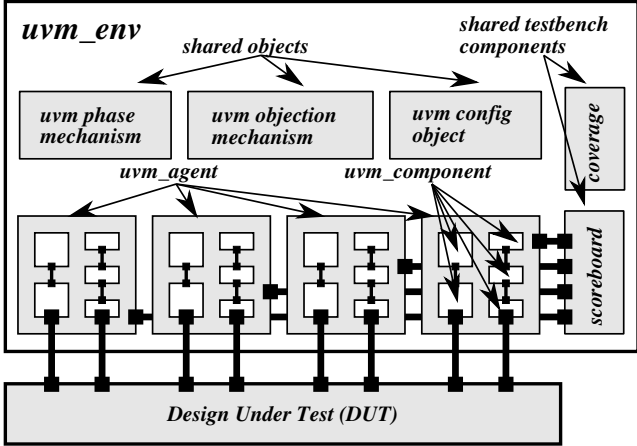 uvm_env
shared objects
shared testbench
components
uvm phase
mechanism
uvm objection
mechanism
uvm config
object
coverage
uvm_agent
uvm_component
scoreboard
Design Under Test (DUT)